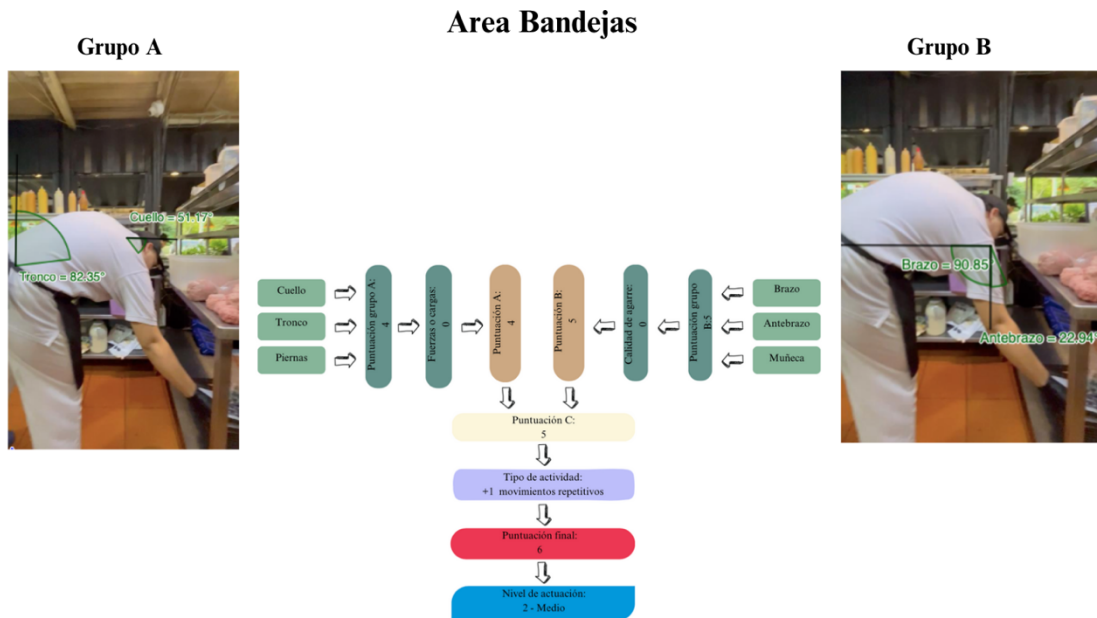 Area Bandejas
Grupo A
Grupo B
Cuello = 51.17°
Tronco = 82.35°
Brazo = 90.85°
Antebrazo = 22.94°
Cuello
Tronco
Piernas
Puntuación grupo A:
4
Fuerzas o cargas:
0
Puntuación A:
4
Puntuación B:
5
Calidad de agarre:
0
Puntuación grupo
B:5
Brazo
Antebrazo
Muñeca
Puntuación C:
5
Tipo de actividad:
+1 movimientos repetitivos
Puntuación final:
6
Nivel de actuación:
2 - Medio